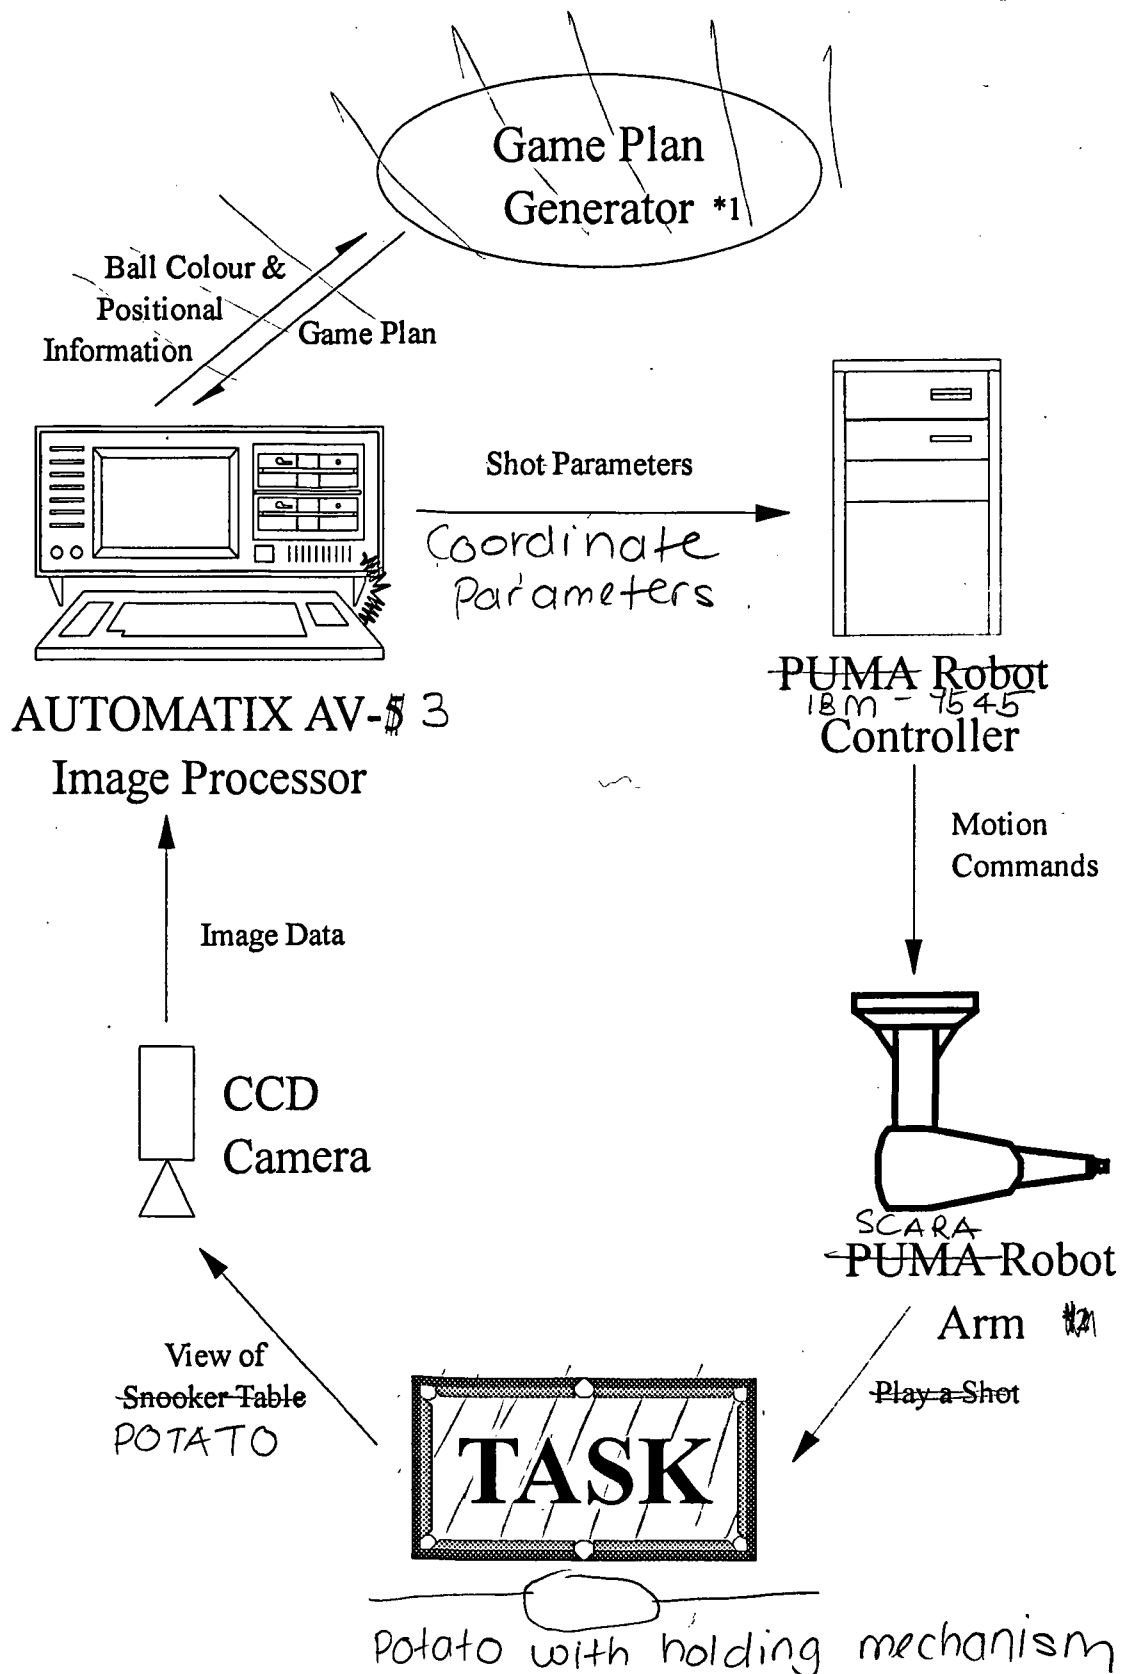 Game Plan
Generator *1
Ball Colour &
Positional
Information
Game Plan
Shot Parameters
Coordinate
Parameters
AUTOMATIX AV-5 3
Image Processor
PUMA Robot
IBM - 7545
Controller
Motion
Commands
Image Data
CCD
Camera
SCARA
PUMA Robot
Arm
View of
Snooker Table
POTATO
Play a Shot
TASK
Potato with holding mechanism